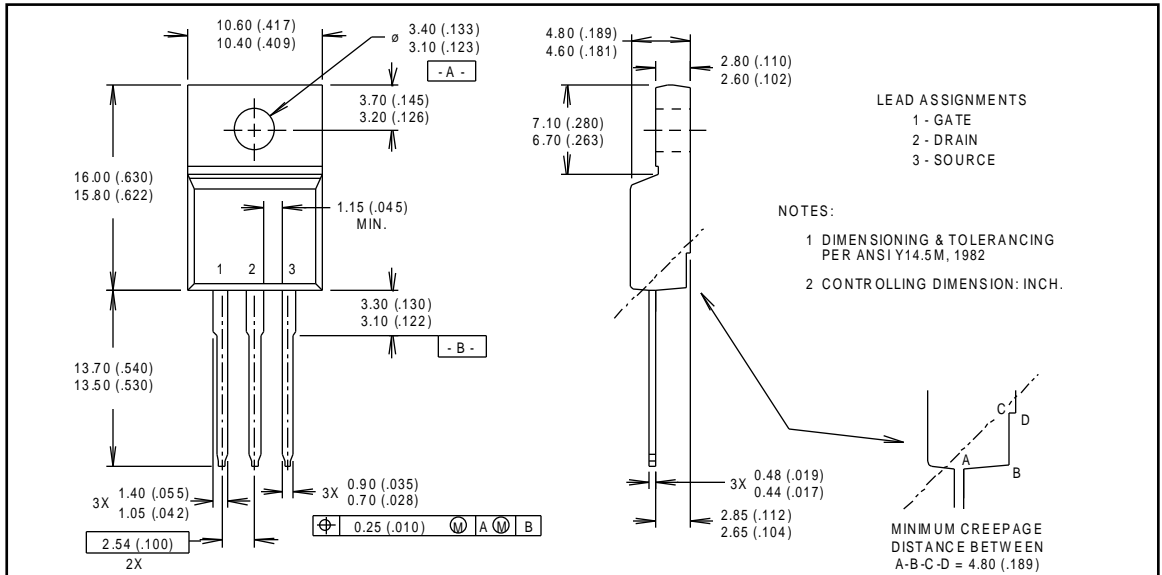 10.60 (.417)
10.40 (.409)
ø 3.40 (.133)
3.10 (.123)
- A -
3.70 (.145)
3.20 (.126)
16.00 (.630)
15.80 (.622)
1.15 (.045)
MIN.
1 2 3
3.30 (.130)
3.10 (.122)
- B -
13.70 (.540)
13.50 (.530)
3X 1.40 (.055)
1.05 (.042)
3X 0.90 (.035)
0.70 (.028)
0.25 (.010) M A M B
2.54 (.100)
2X
4.80 (.189)
4.60 (.181)
2.80 (.110)
2.60 (.102)
7.10 (.280)
6.70 (.263)
3X 0.48 (.019)
0.44 (.017)
2.85 (.112)
2.65 (.104)
LEAD ASSIGNMENTS
1 - GATE
2 - DRAIN
3 - SOURCE
NOTES:
1 DIMENSIONING & TOLERANCING
PER ANSI Y14.5M, 1982
2 CONTROLLING DIMENSION: INCH.
C
D
A
B
MINIMUM CREEPAGE
DISTANCE BETWEEN
A-B-C-D = 4.80 (.189)